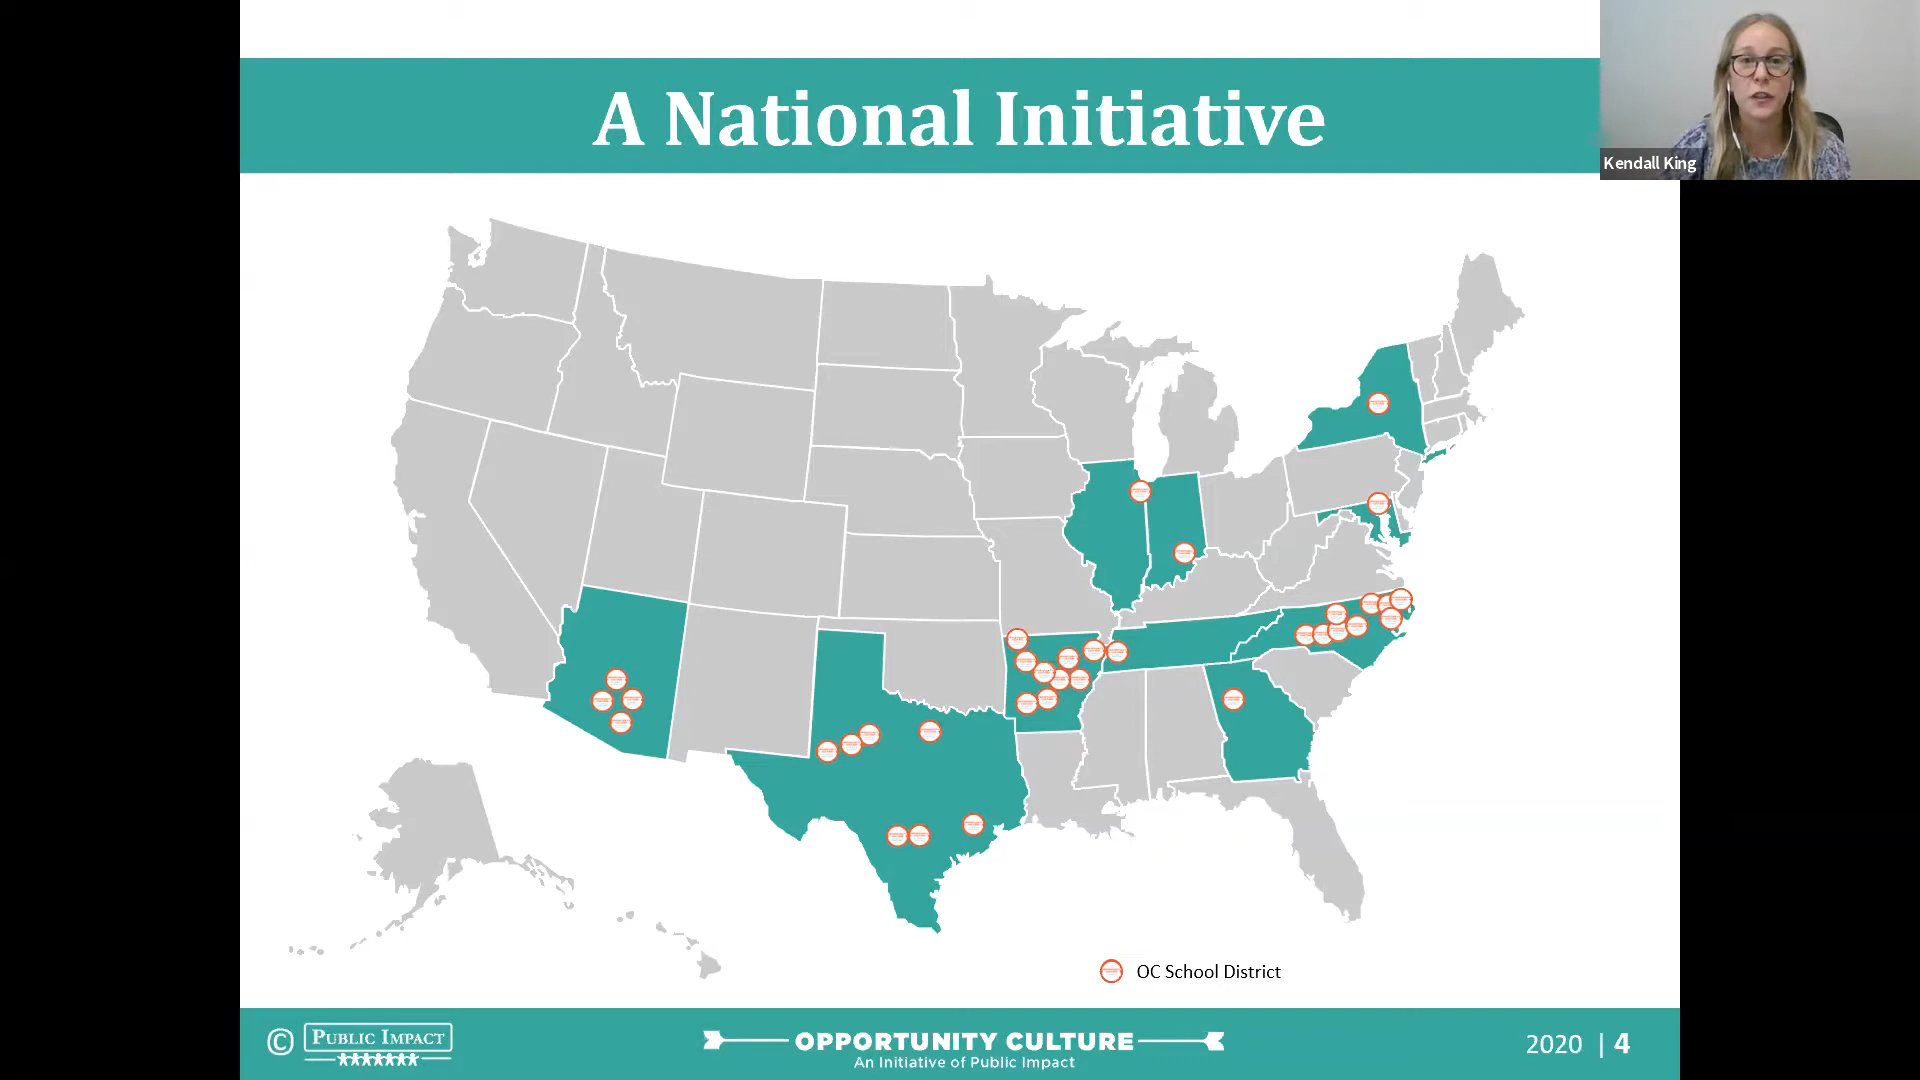 A National Initiative
Kendall King
OC School District
© PUBLIC IMPACT
OPPORTUNITY CULTURE
An Initiative of Public Impact
2020 | 4